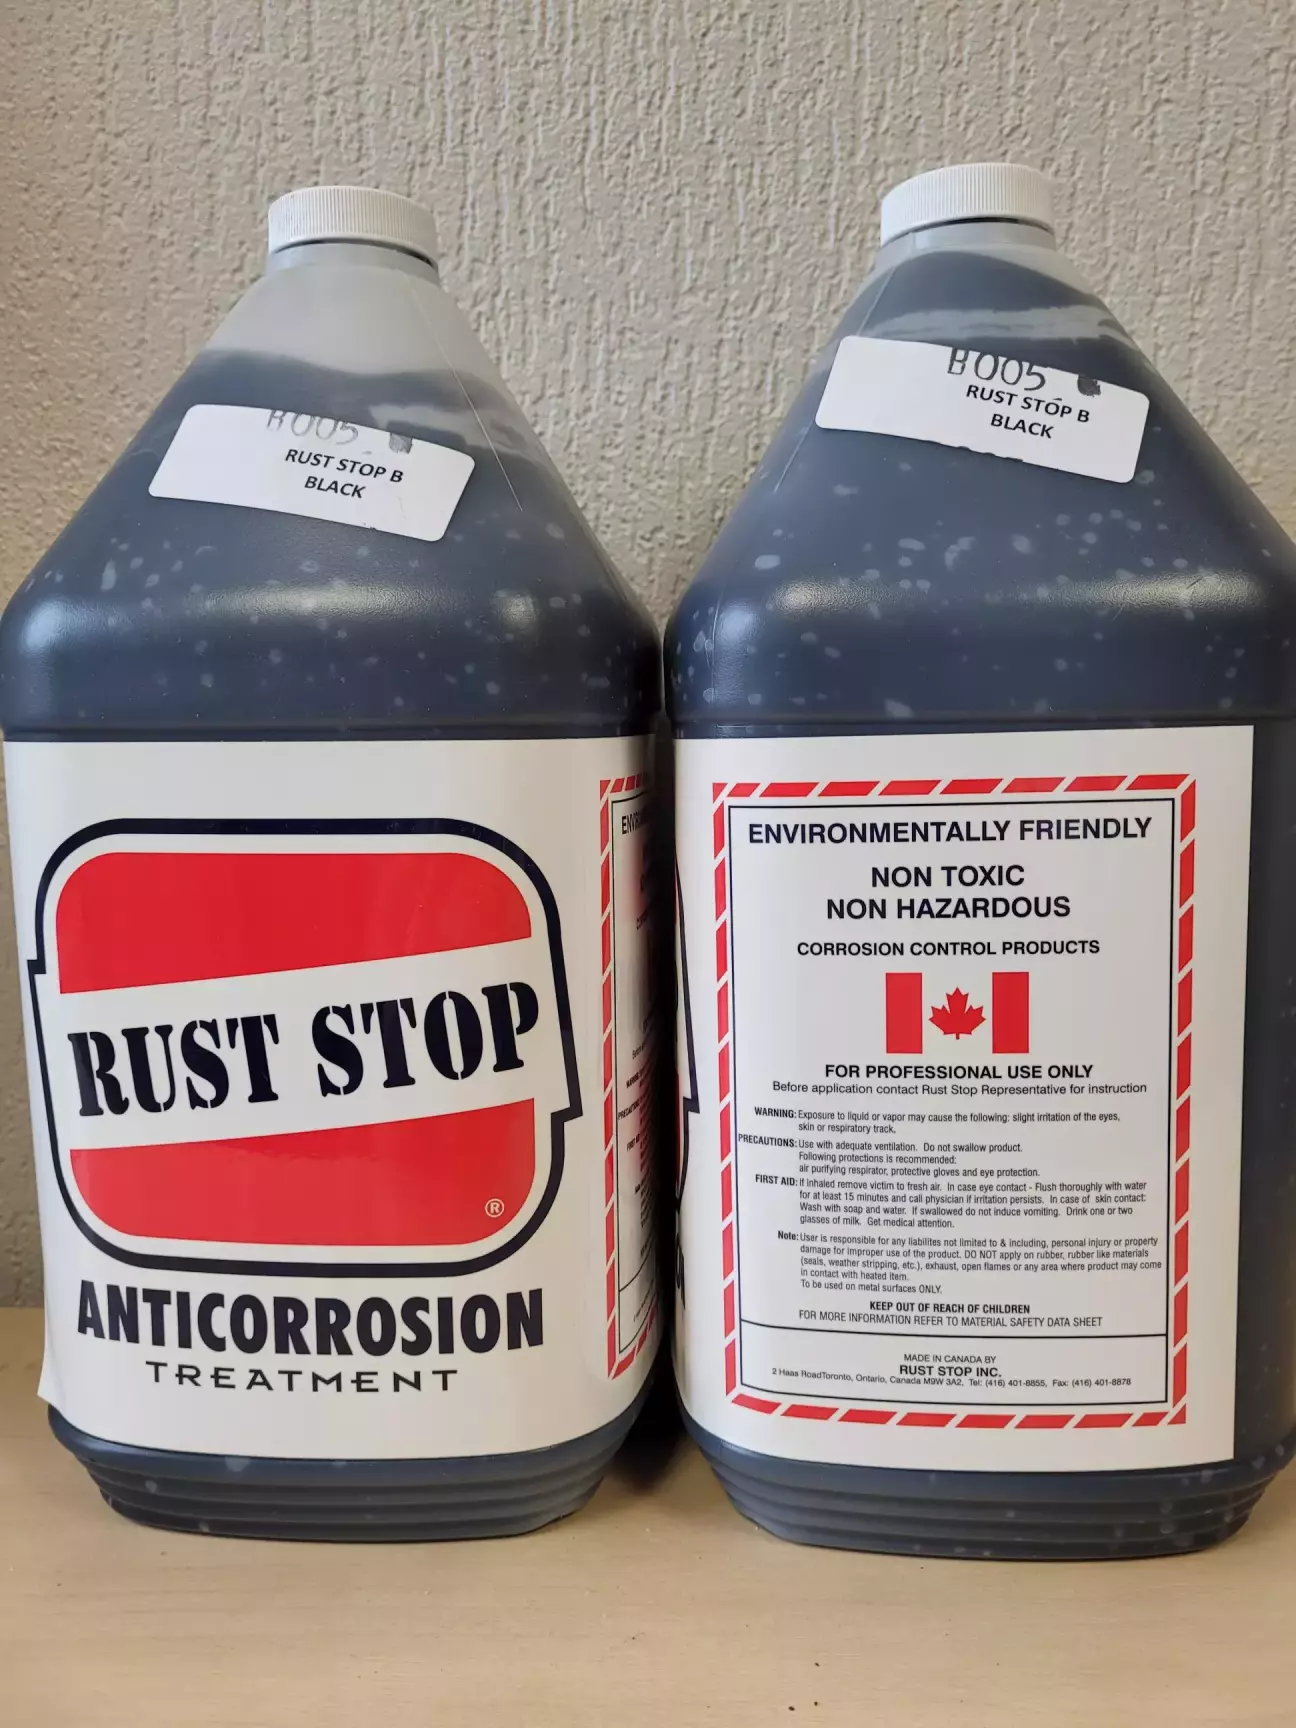 B005
RUST STOP B
BLACK
RUST STOP
®
ANTICORROSION
TREATMENT
B005
RUST STOP B
BLACK
ENVIRONMENTALLY FRIENDLY
NON TOXIC
NON HAZARDOUS
CORROSION CONTROL PRODUCTS
FOR PROFESSIONAL USE ONLY
Before application contact Rust Stop Representative for instruction
WARNING: Exposure to liquid or vapor may cause the following: slight irritation of the eyes,
skin or respiratory track.
PRECAUTIONS: Use with adequate ventilation. Do not swallow product.
Following protections is recommended:
air purifying respirator, protective gloves and eye protection.
FIRST AID: If inhaled remove victim to fresh air. In case eye contact - Flush thoroughly with water
for at least 15 minutes and call physician if irritation persists. In case of skin contact:
Wash with soap and water. If swallowed do not induce vomiting. Drink one or two
glasses of milk. Get medical attention.
Note: User is responsible for any liabilites not limited to & including, personal injury or property
damage for improper use of the product. DO NOT apply on rubber, rubber like materials
(seals, weather stripping, etc.), exhaust, open flames or any area where product may come
in contact with heated item.
To be used on metal surfaces ONLY.
KEEP OUT OF REACH OF CHILDREN
FOR MORE INFORMATION REFER TO MATERIAL SAFETY DATA SHEET
MADE IN CANADA BY
RUST STOP INC.
2 Haas RoadToronto, Ontario, Canada M9W 3A2, Tel: (416) 401-8855, Fax: (416) 401-8878